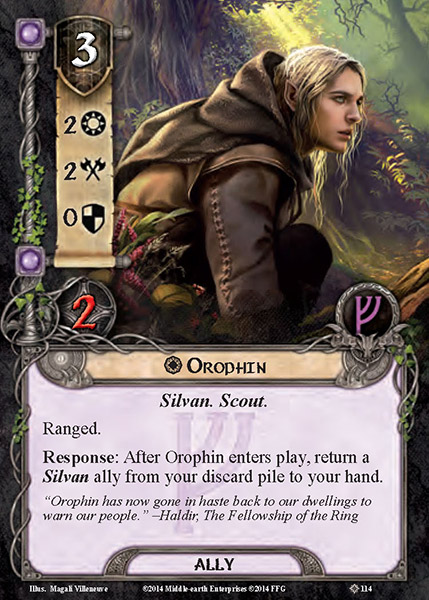 3
2
2
0
2
Orophin
Silvan. Scout.
Ranged.
Response: After Orophin enters play, return a
Silvan ally from your discard pile to your hand.
“Orophin has now gone in haste back to our dwellings to
warn our people.” –Haldir, The Fellowship of the Ring
ALLY
Illus. Magali Villeneuve ©2014 Middle-earth Enterprises ©2014 FFG 114